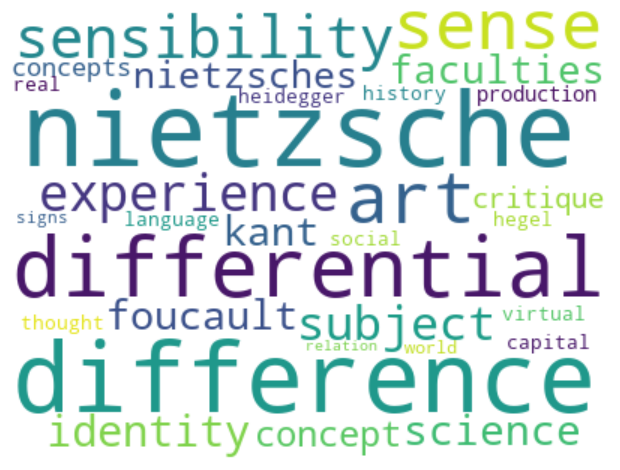 sensibility sense
concepts nietzsches faculties
real heidegger history production
nietzsche
experience art critique
signs language kant social hegel
differential
thought foucault subject virtual
relation world capital
difference
identity concept science